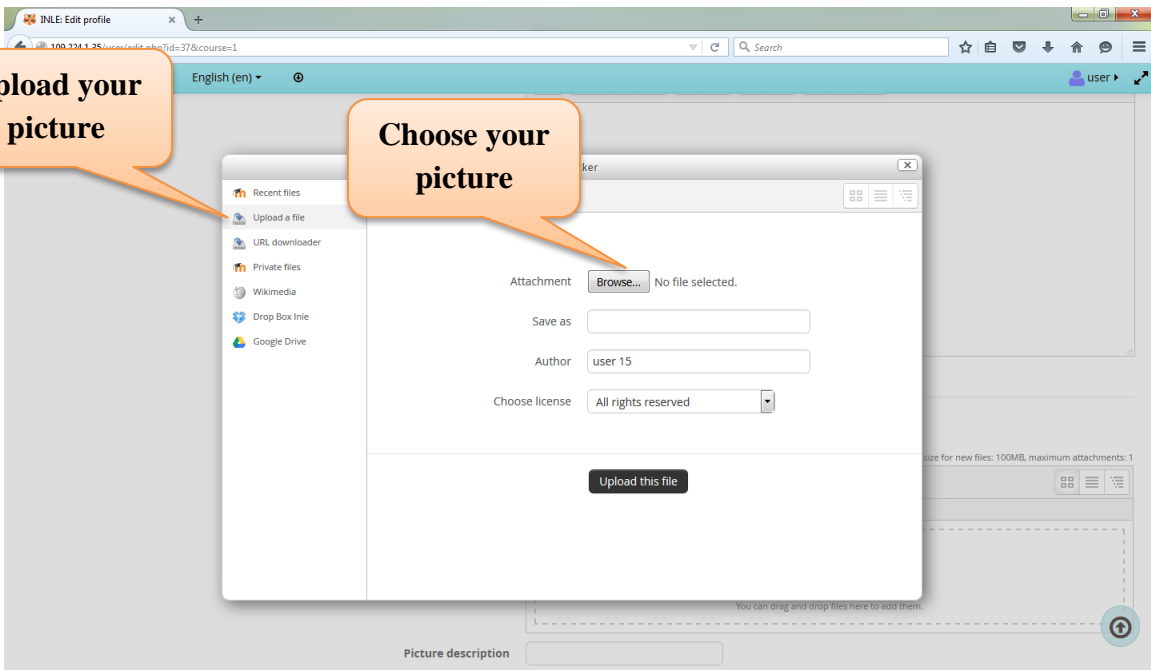 INLE: Edit profile
109.224.1.35/user/edit.php?id=37&course=1
Search
English (en)
user
pload your
picture
Choose your
picture
ker
Recent files
Upload a file
URL downloader
Private files
Wikimedia
Drop Box Inle
Google Drive
Attachment Browse... No file selected.
Save as
Author user 15
Choose license All rights reserved
size for new files: 100MB, maximum attachments: 1
Upload this file
You can drag and drop files here to add them.
Picture description